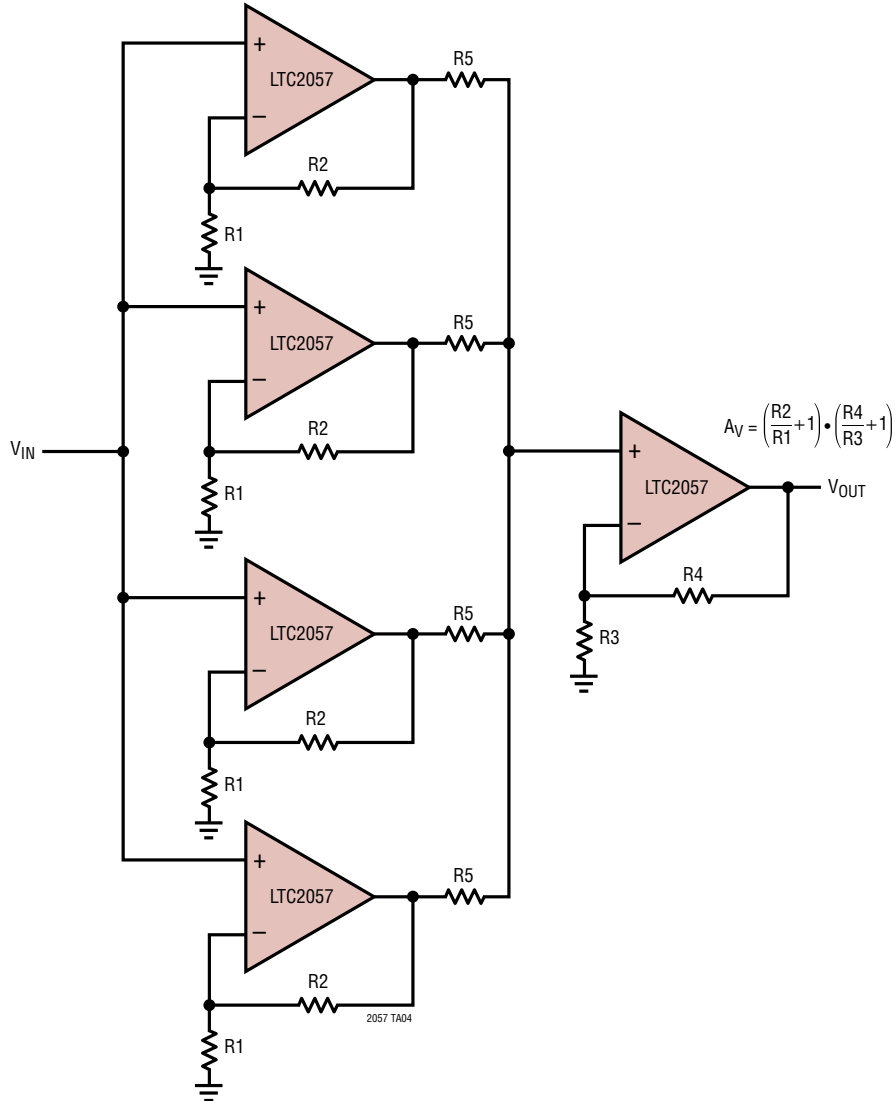 +
LTC2057
−
R5
R2
R1
+
LTC2057
−
R5
R2
R1
V_IN
+
LTC2057
−
A_V = (R2/R1+1) • (R4/R3+1)
V_OUT
R4
R3
+
LTC2057
−
R5
R2
R1
+
LTC2057
−
R5
R2
2057 TA04
R1